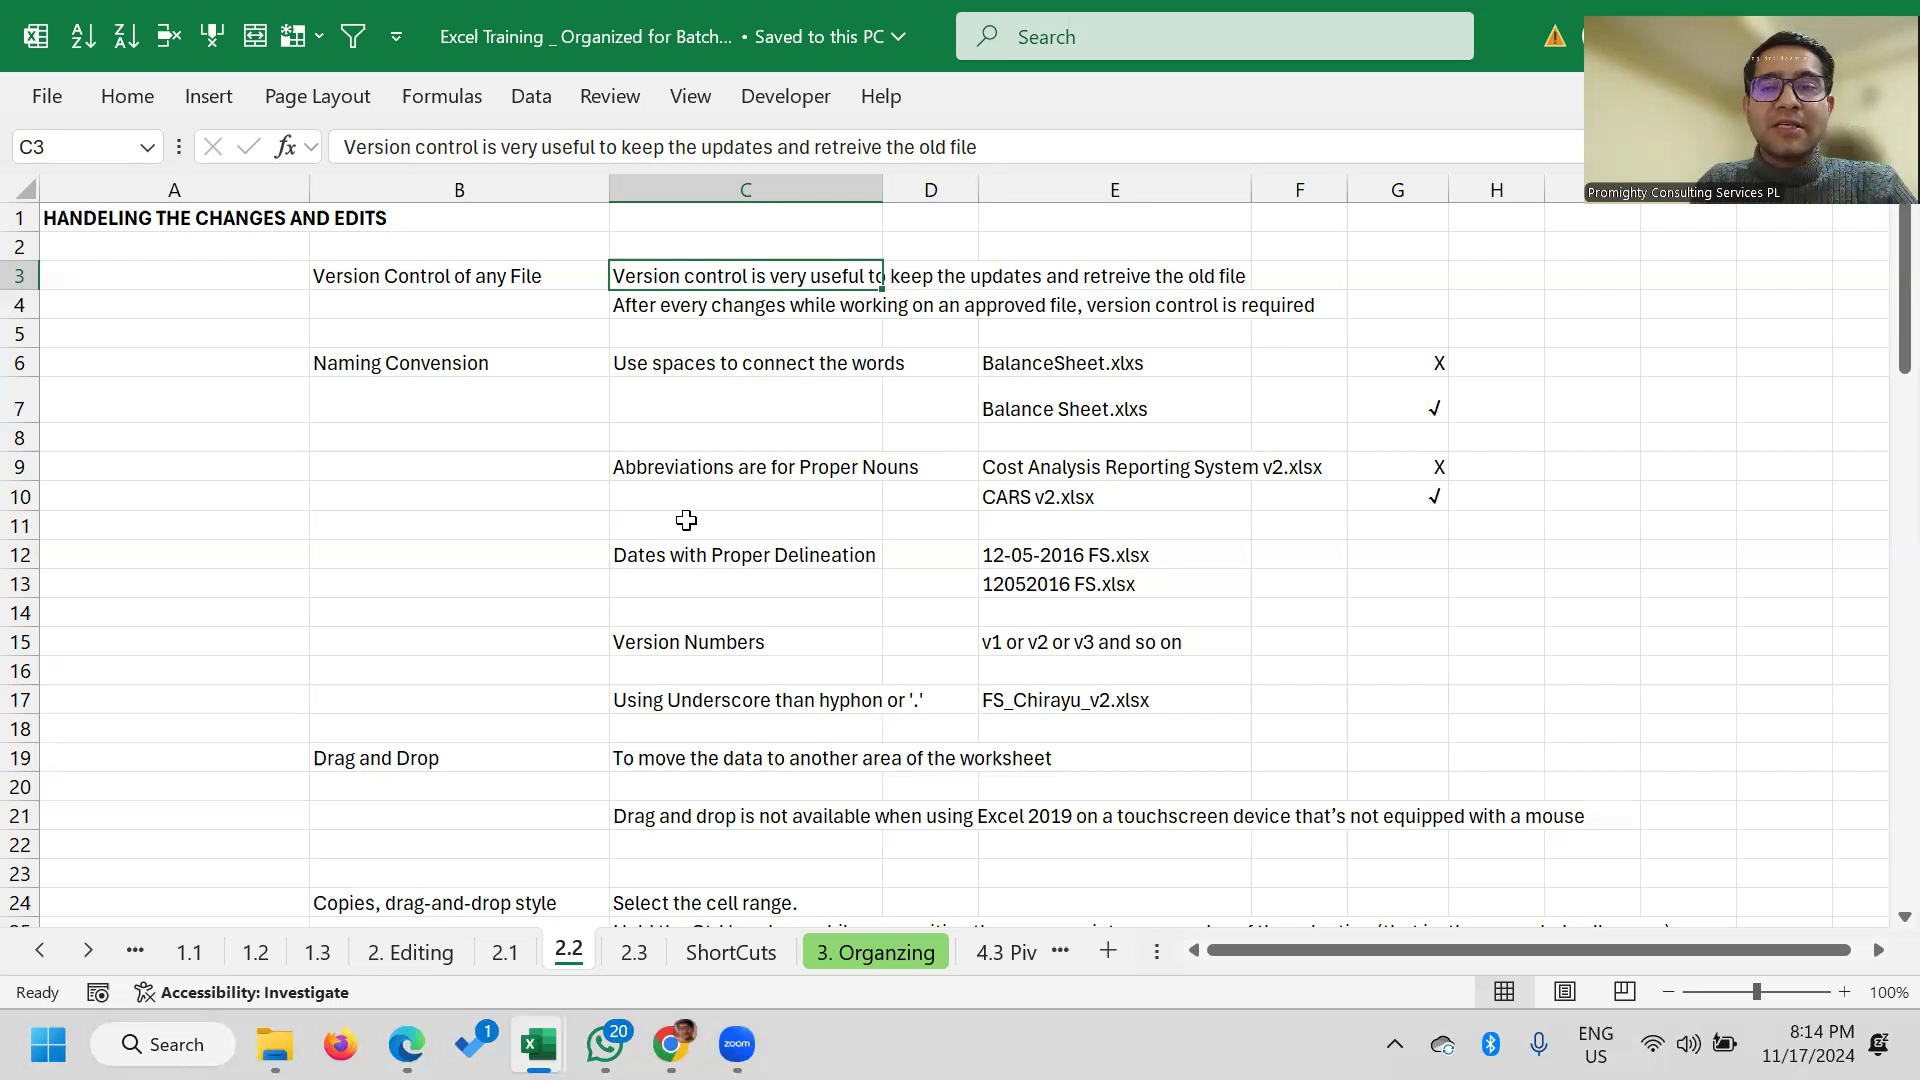 Excel Training _ Organized for Batch... • Saved to this PC
Search
File Home Insert Page Layout Formulas Data Review View Developer Help
C3 fx Version control is very useful to keep the updates and retreive the old file
Promighty Consulting Services PL
A B C D E F G H
1 HANDELING THE CHANGES AND EDITS
2
3 Version Control of any File Version control is very useful to keep the updates and retreive the old file
4 After every changes while working on an approved file, version control is required
5
6 Naming Convension Use spaces to connect the words BalanceSheet.xlxs X
7 Balance Sheet.xlxs √
8
9 Abbreviations are for Proper Nouns Cost Analysis Reporting System v2.xlsx X
10 CARS v2.xlsx √
11
12 Dates with Proper Delineation 12-05-2016 FS.xlsx
13 12052016 FS.xlsx
14
15 Version Numbers v1 or v2 or v3 and so on
16
17 Using Underscore than hyphon or '.' FS_Chirayu_v2.xlsx
18
19 Drag and Drop To move the data to another area of the worksheet
20
21 Drag and drop is not available when using Excel 2019 on a touchscreen device that’s not equipped with a mouse
22
23
24 Copies, drag-and-drop style Select the cell range.
1.1 1.2 1.3 2. Editing 2.1 2.2 2.3 ShortCuts 3. Organzing 4.3 Piv
Ready Accessibility: Investigate 100%
Search 1 20 zoom ENG US 8:14 PM 11/17/2024